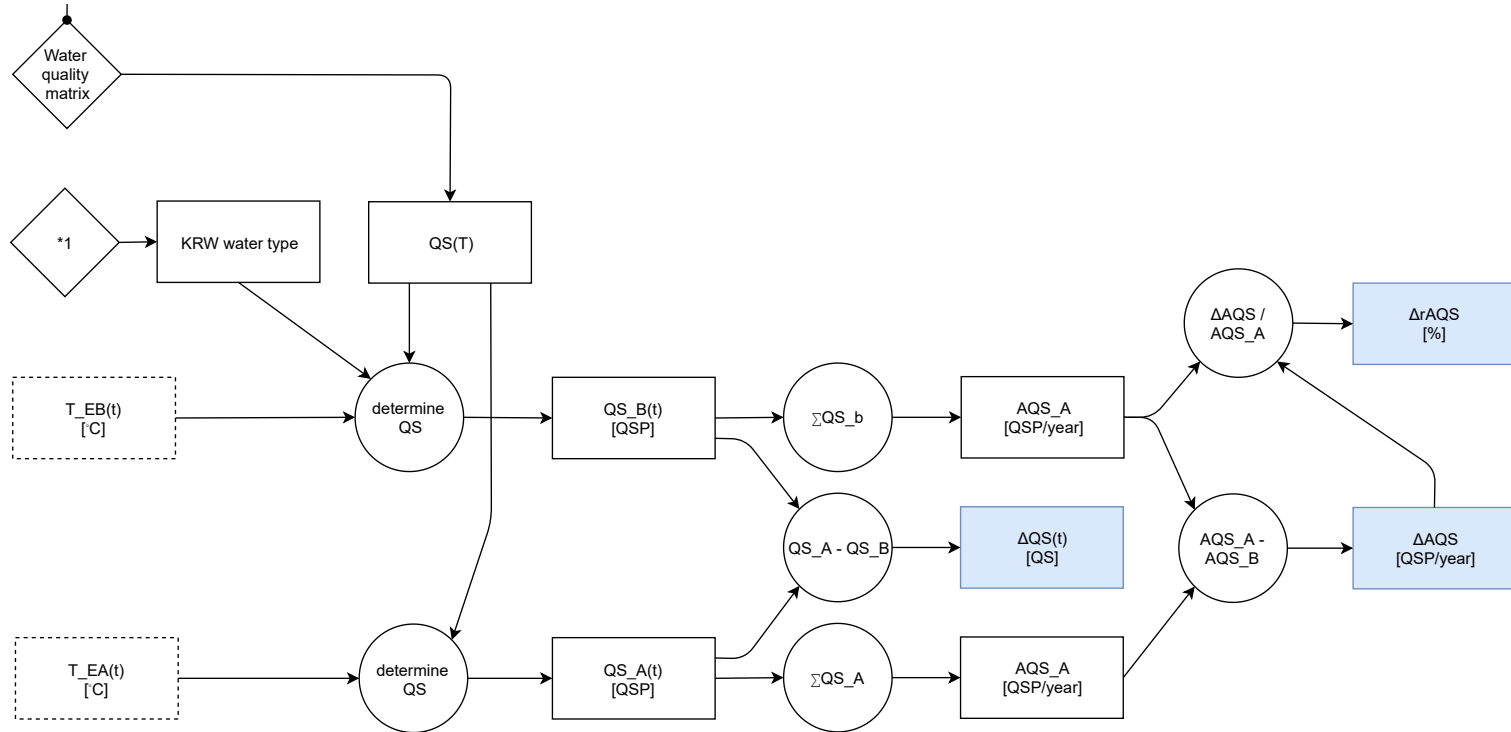 Water
quality
matrix
*1
KRW water type
QS(T)
ΔAQS /
AQS_A
ΔrAQS
[%]
T_EB(t)
[°C]
determine
QS
QS_B(t)
[QSP]
∑QS_b
AQS_A
[QSP/year]
QS_A - QS_B
ΔQS(t)
[QS]
AQS_A -
AQS_B
ΔAQS
[QSP/year]
T_EA(t)
[°C]
determine
QS
QS_A(t)
[QSP]
∑QS_A
AQS_A
[QSP/year]